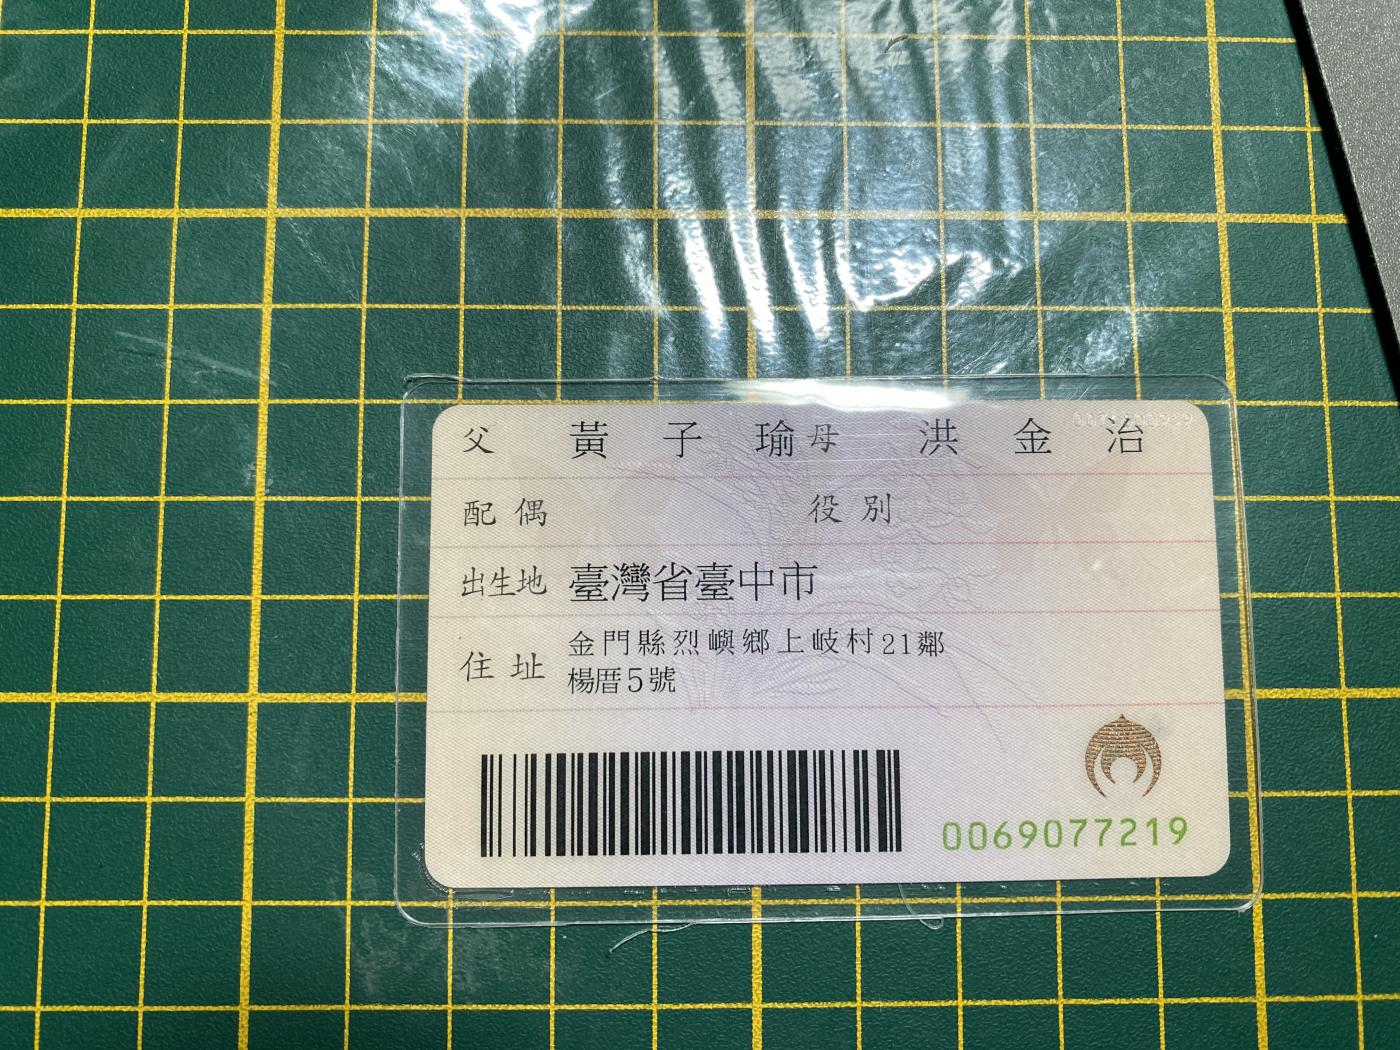 父 黃子瑜 母 洪金治
配偶 役別
出生地 臺灣省臺中市
住址 金門縣烈嶼鄉上岐村21鄰
楊厝5號
0069077219